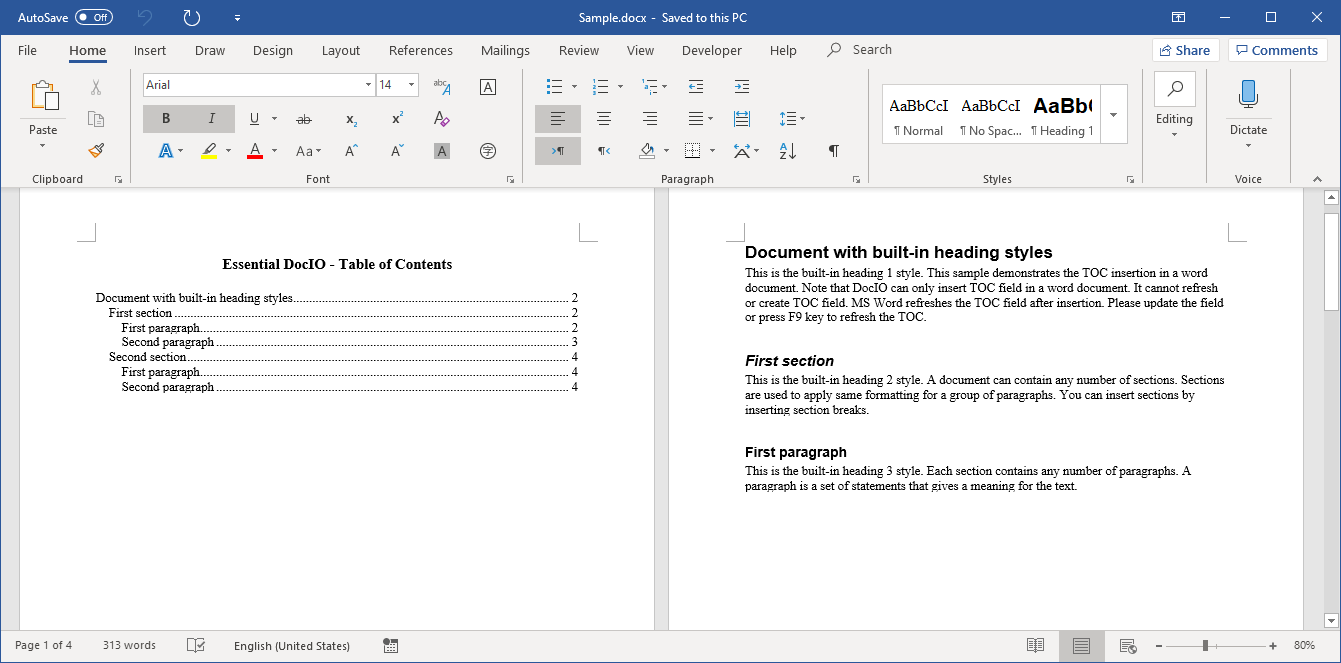 AutoSave Off Sample.docx - Saved to this PC
File Home Insert Draw Design Layout References Mailings Review View Developer Help Search Share Comments
Arial 14
Paste
B I U ab x₂ x²
A A A Aa A A A 字
AaBbCcI AaBbCcI AaBb(
¶ Normal ¶ No Spac... ¶ Heading 1
Editing
Dictate
Clipboard Font Paragraph Styles Voice
Essential DocIO - Table of Contents
Document with built-in heading styles 2
First section 2
First paragraph 2
Second paragraph 3
Second section 4
First paragraph 4
Second paragraph 4
Document with built-in heading styles
This is the built-in heading 1 style. This sample demonstrates the TOC insertion in a word
document. Note that DocIO can only insert TOC field in a word document. It cannot refresh
or create TOC field. MS Word refreshes the TOC field after insertion. Please update the field
or press F9 key to refresh the TOC.
First section
This is the built-in heading 2 style. A document can contain any number of sections. Sections
are used to apply same formatting for a group of paragraphs. You can insert sections by
inserting section breaks.
First paragraph
This is the built-in heading 3 style. Each section contains any number of paragraphs. A
paragraph is a set of statements that gives a meaning for the text.
Page 1 of 4 313 words English (United States) 80%